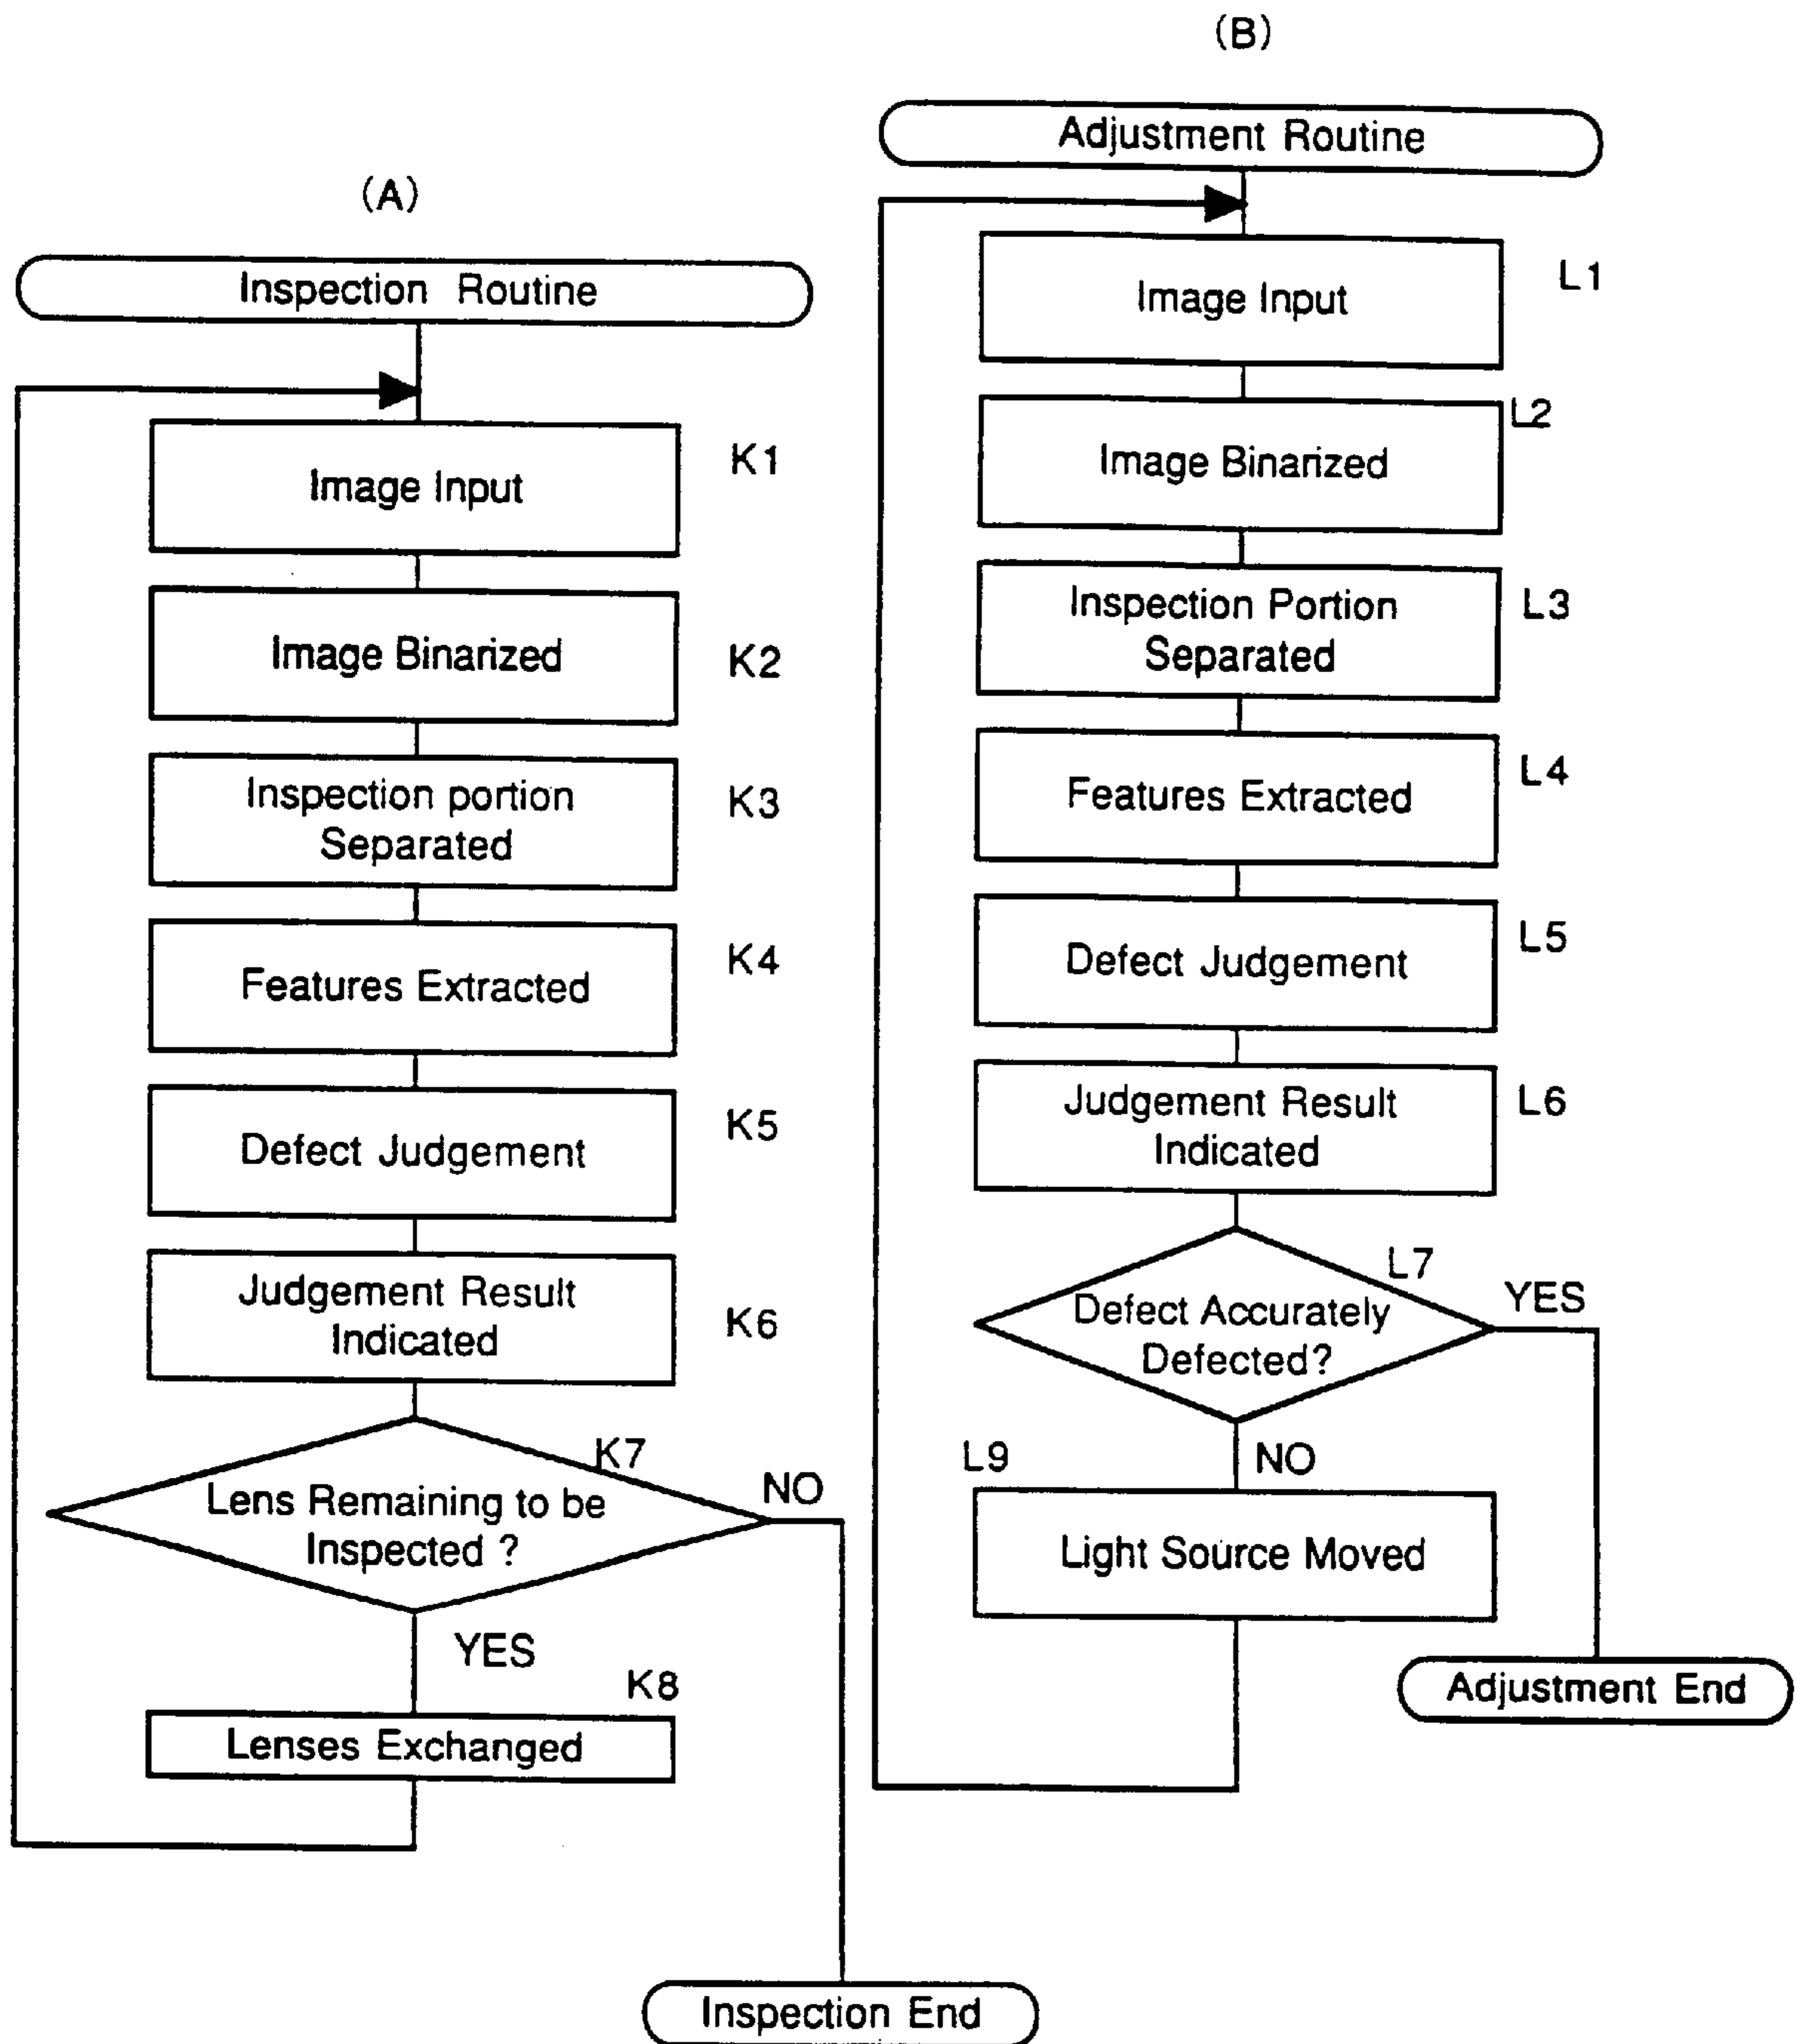 (A)
Inspection Routine
Image Input
K1
Image Binarized
K2
Inspection portion
Separated
K3
Features Extracted
K4
Defect Judgement
K5
Judgement Result
Indicated
K6
K7
Lens Remaining to be
Inspected ?
NO
YES
K8
Lenses Exchanged
Inspection End
(B)
Adjustment Routine
Image Input
L1
Image Binarized
L2
Inspection Portion
Separated
L3
Features Extracted
L4
Defect Judgement
L5
Judgement Result
Indicated
L6
L7
Defect Accurately
Defected?
YES
NO
L9
Light Source Moved
Adjustment End